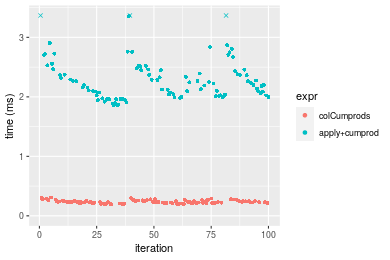 time (ms)
3
2
1
0
0
25
50
75
100
iteration
expr
colCumprods
apply+cumprod